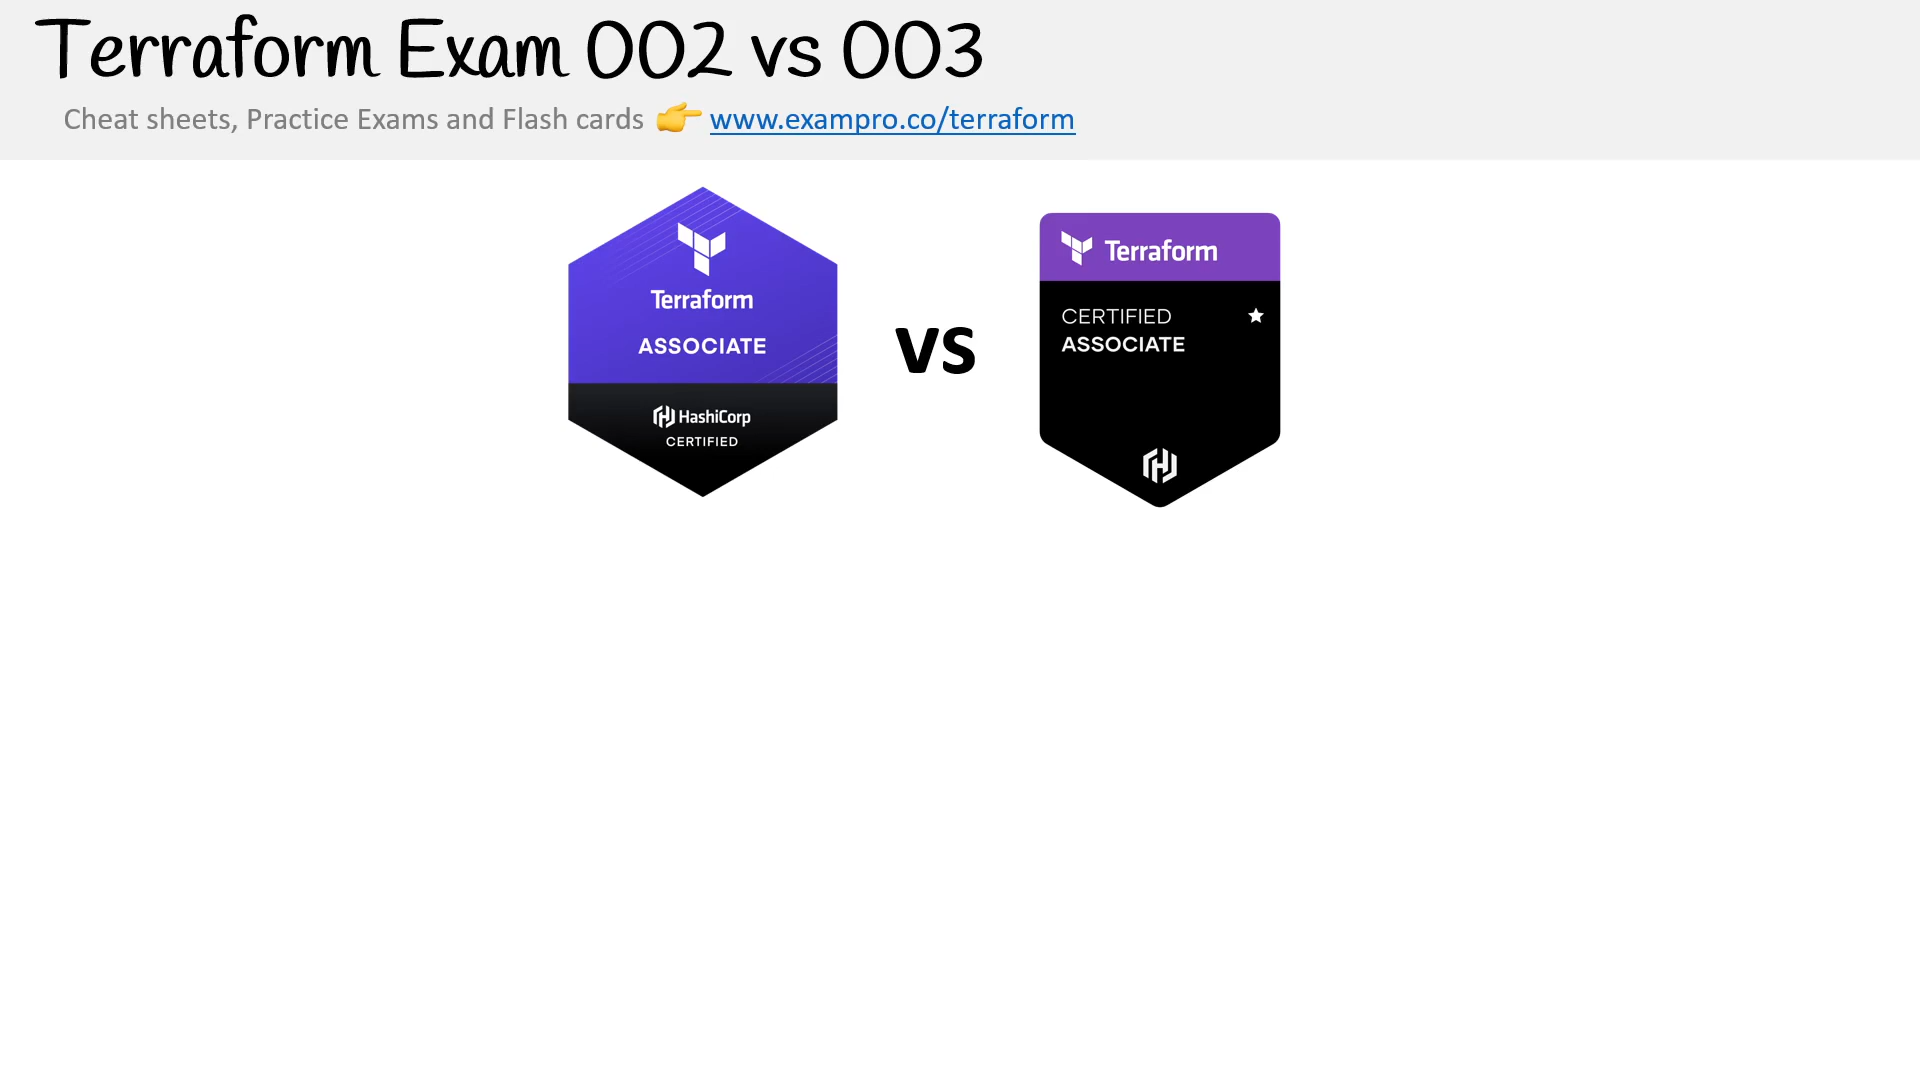 Terraform Exam 002 vs 003
Cheat sheets, Practice Exams and Flash cards 👉 www.exampro.co/terraform
Terraform
ASSOCIATE
HashiCorp
CERTIFIED
vs
Terraform
CERTIFIED
ASSOCIATE